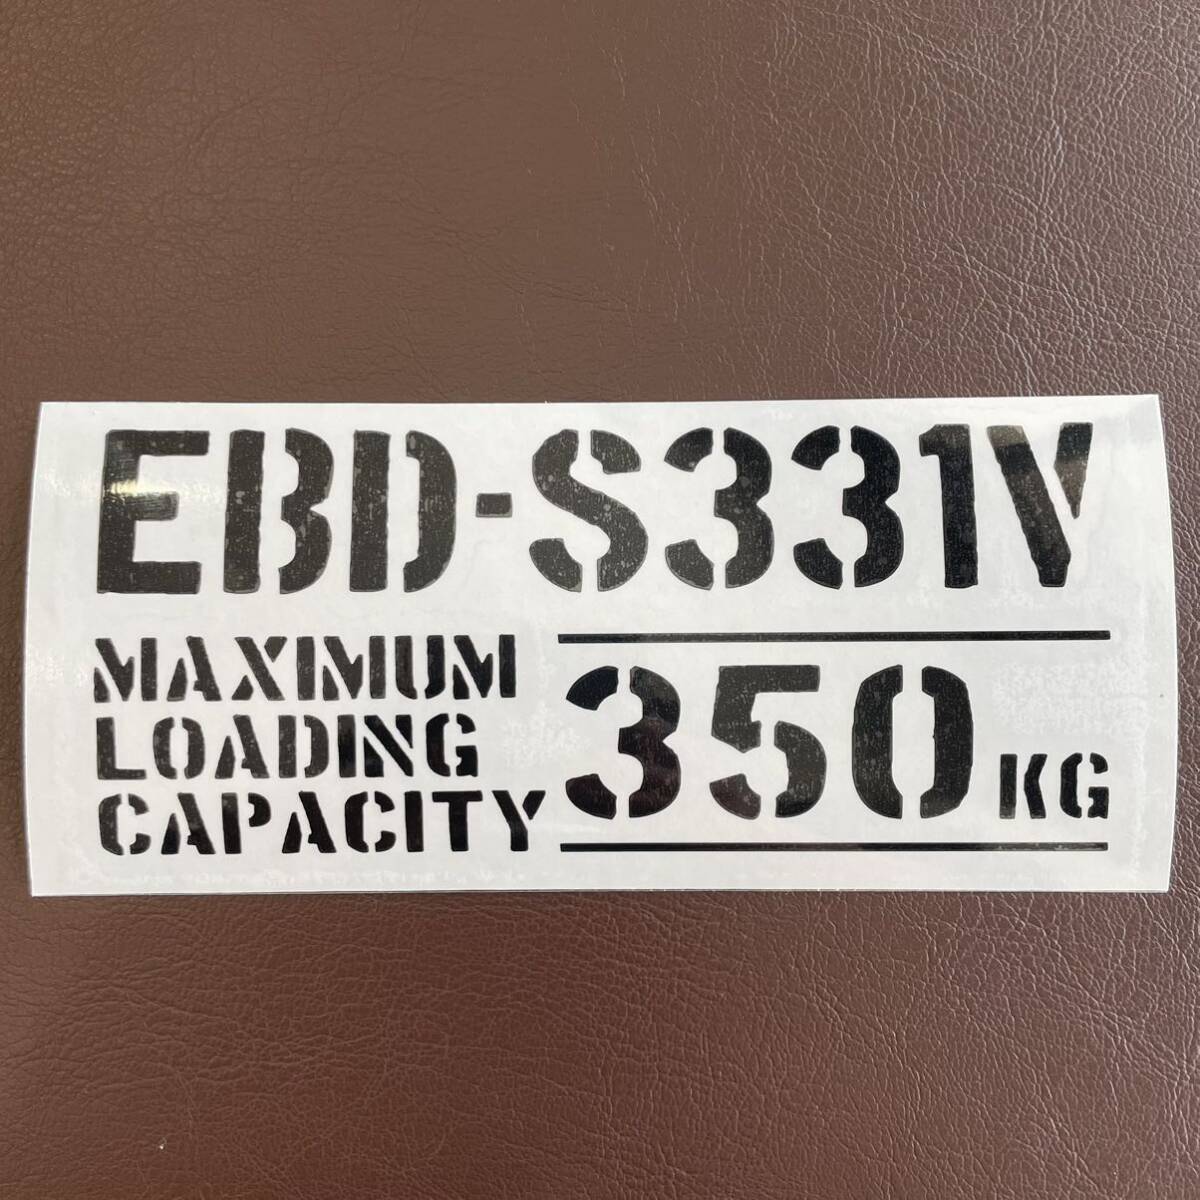 EBD-S331V
MAXIMUM
LOADING
CAPACITY
350 KG